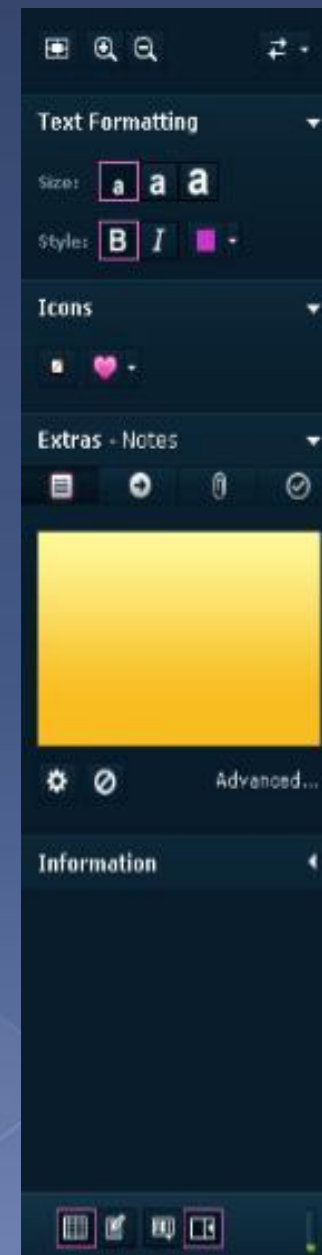 Text Formatting
Size: a a a
Style: B I
Icons
Extras - Notes
Advanced...
Information